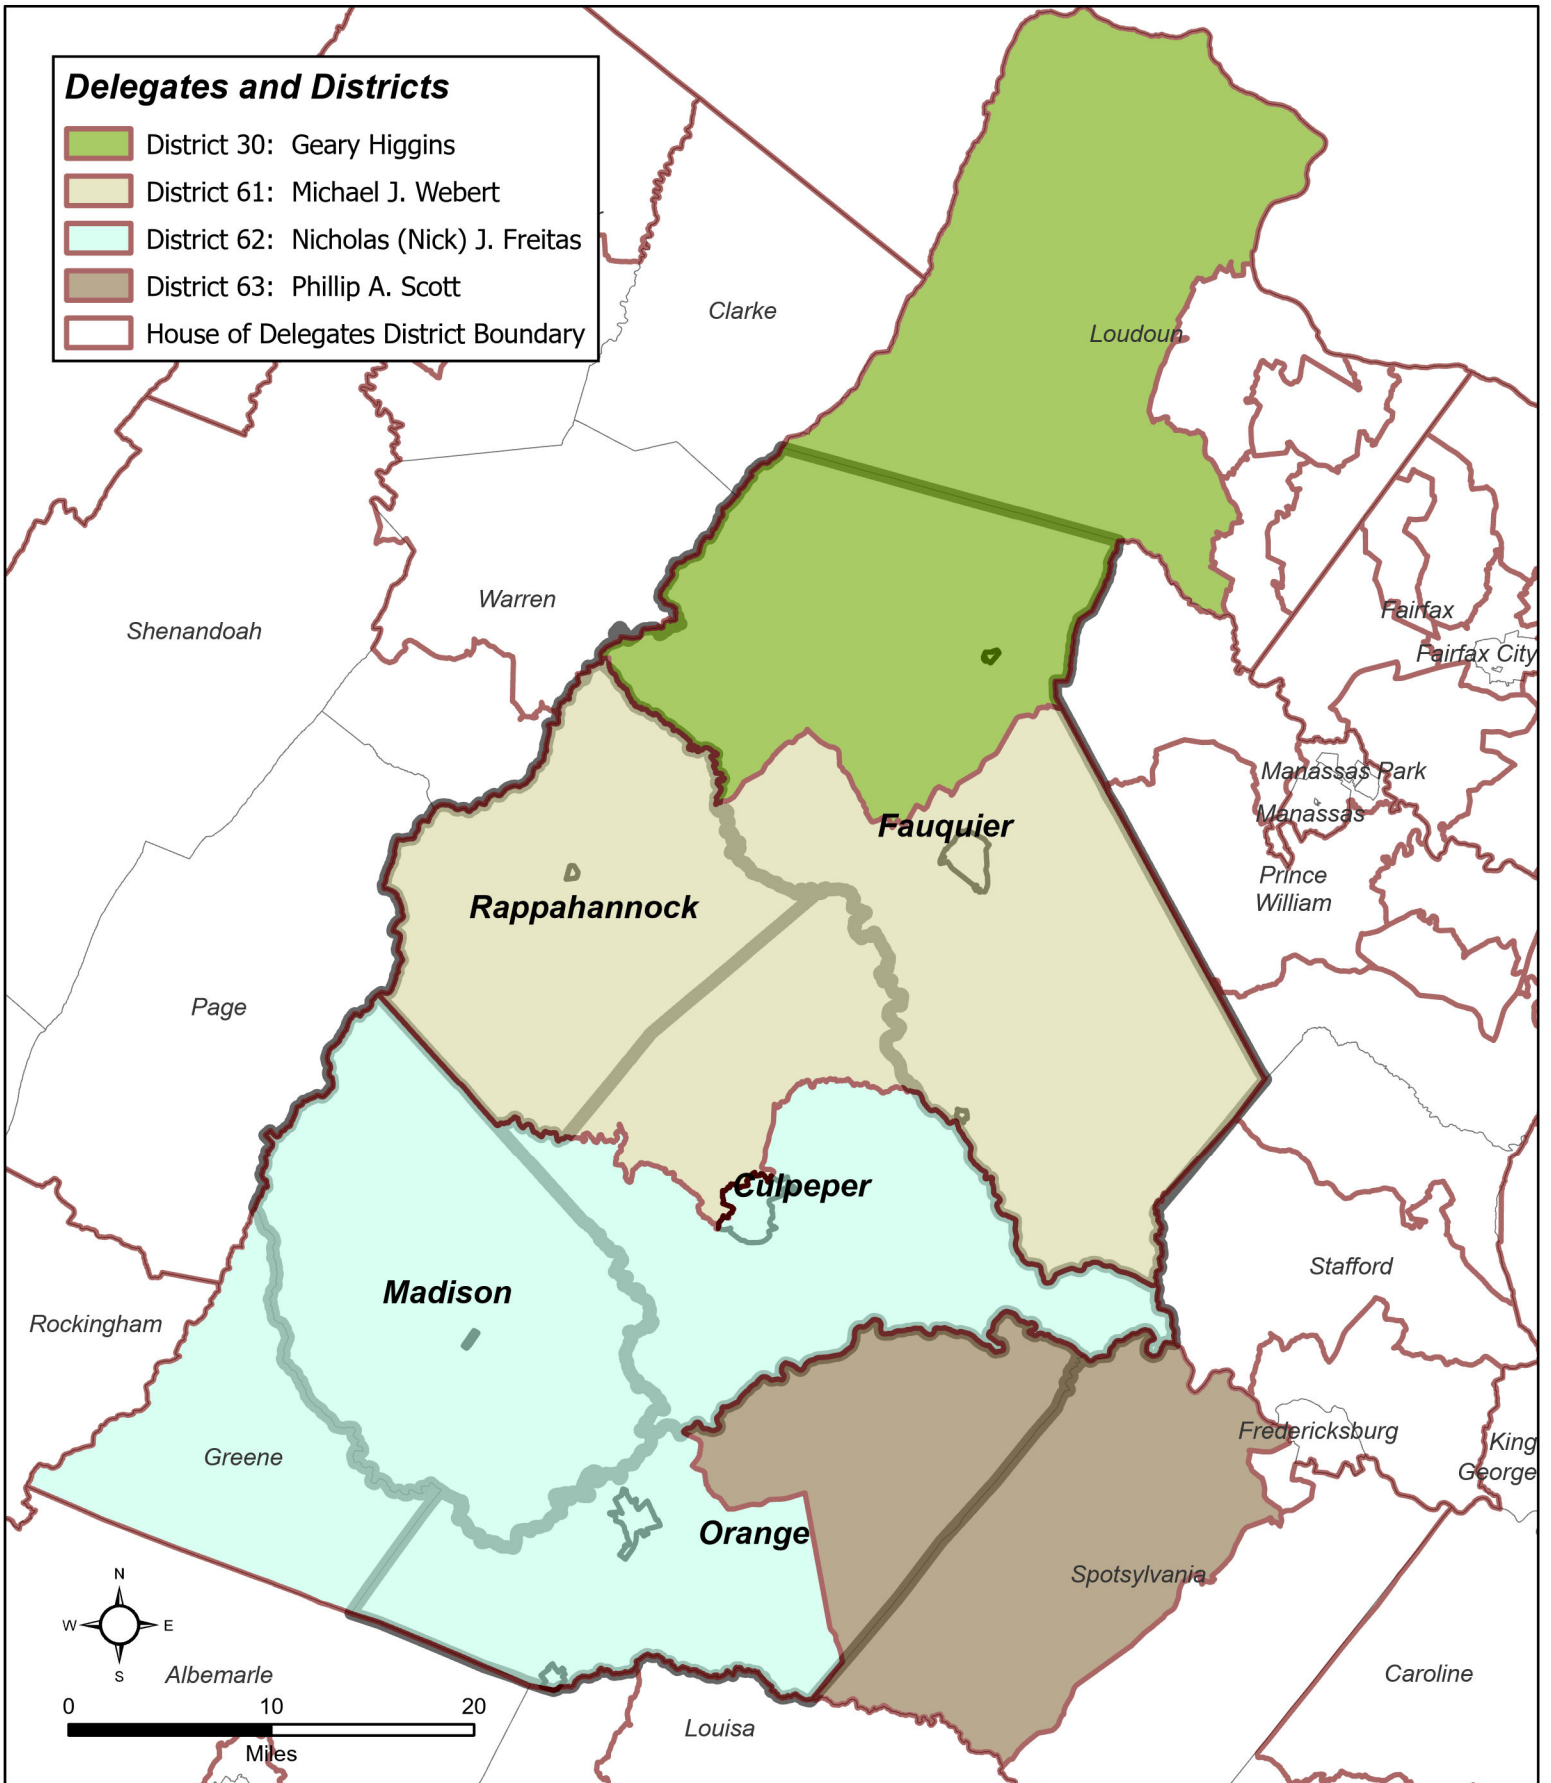 Delegates and Districts
District 30: Geary Higgins
District 61: Michael J. Webert
District 62: Nicholas (Nick) J. Freitas
District 63: Phillip A. Scott
House of Delegates District Boundary
Clarke
Loudoun
Warren
Shenandoah
Fairfax
Fairfax City
Manassas Park
Manassas
Fauquier
Prince
William
Rappahannock
Page
Culpeper
Stafford
Madison
Rockingham
Fredericksburg
King
George
Greene
Orange
Spotsylvania
N
W
E
S
Albemarle
Caroline
Louisa
0
10
20
Miles